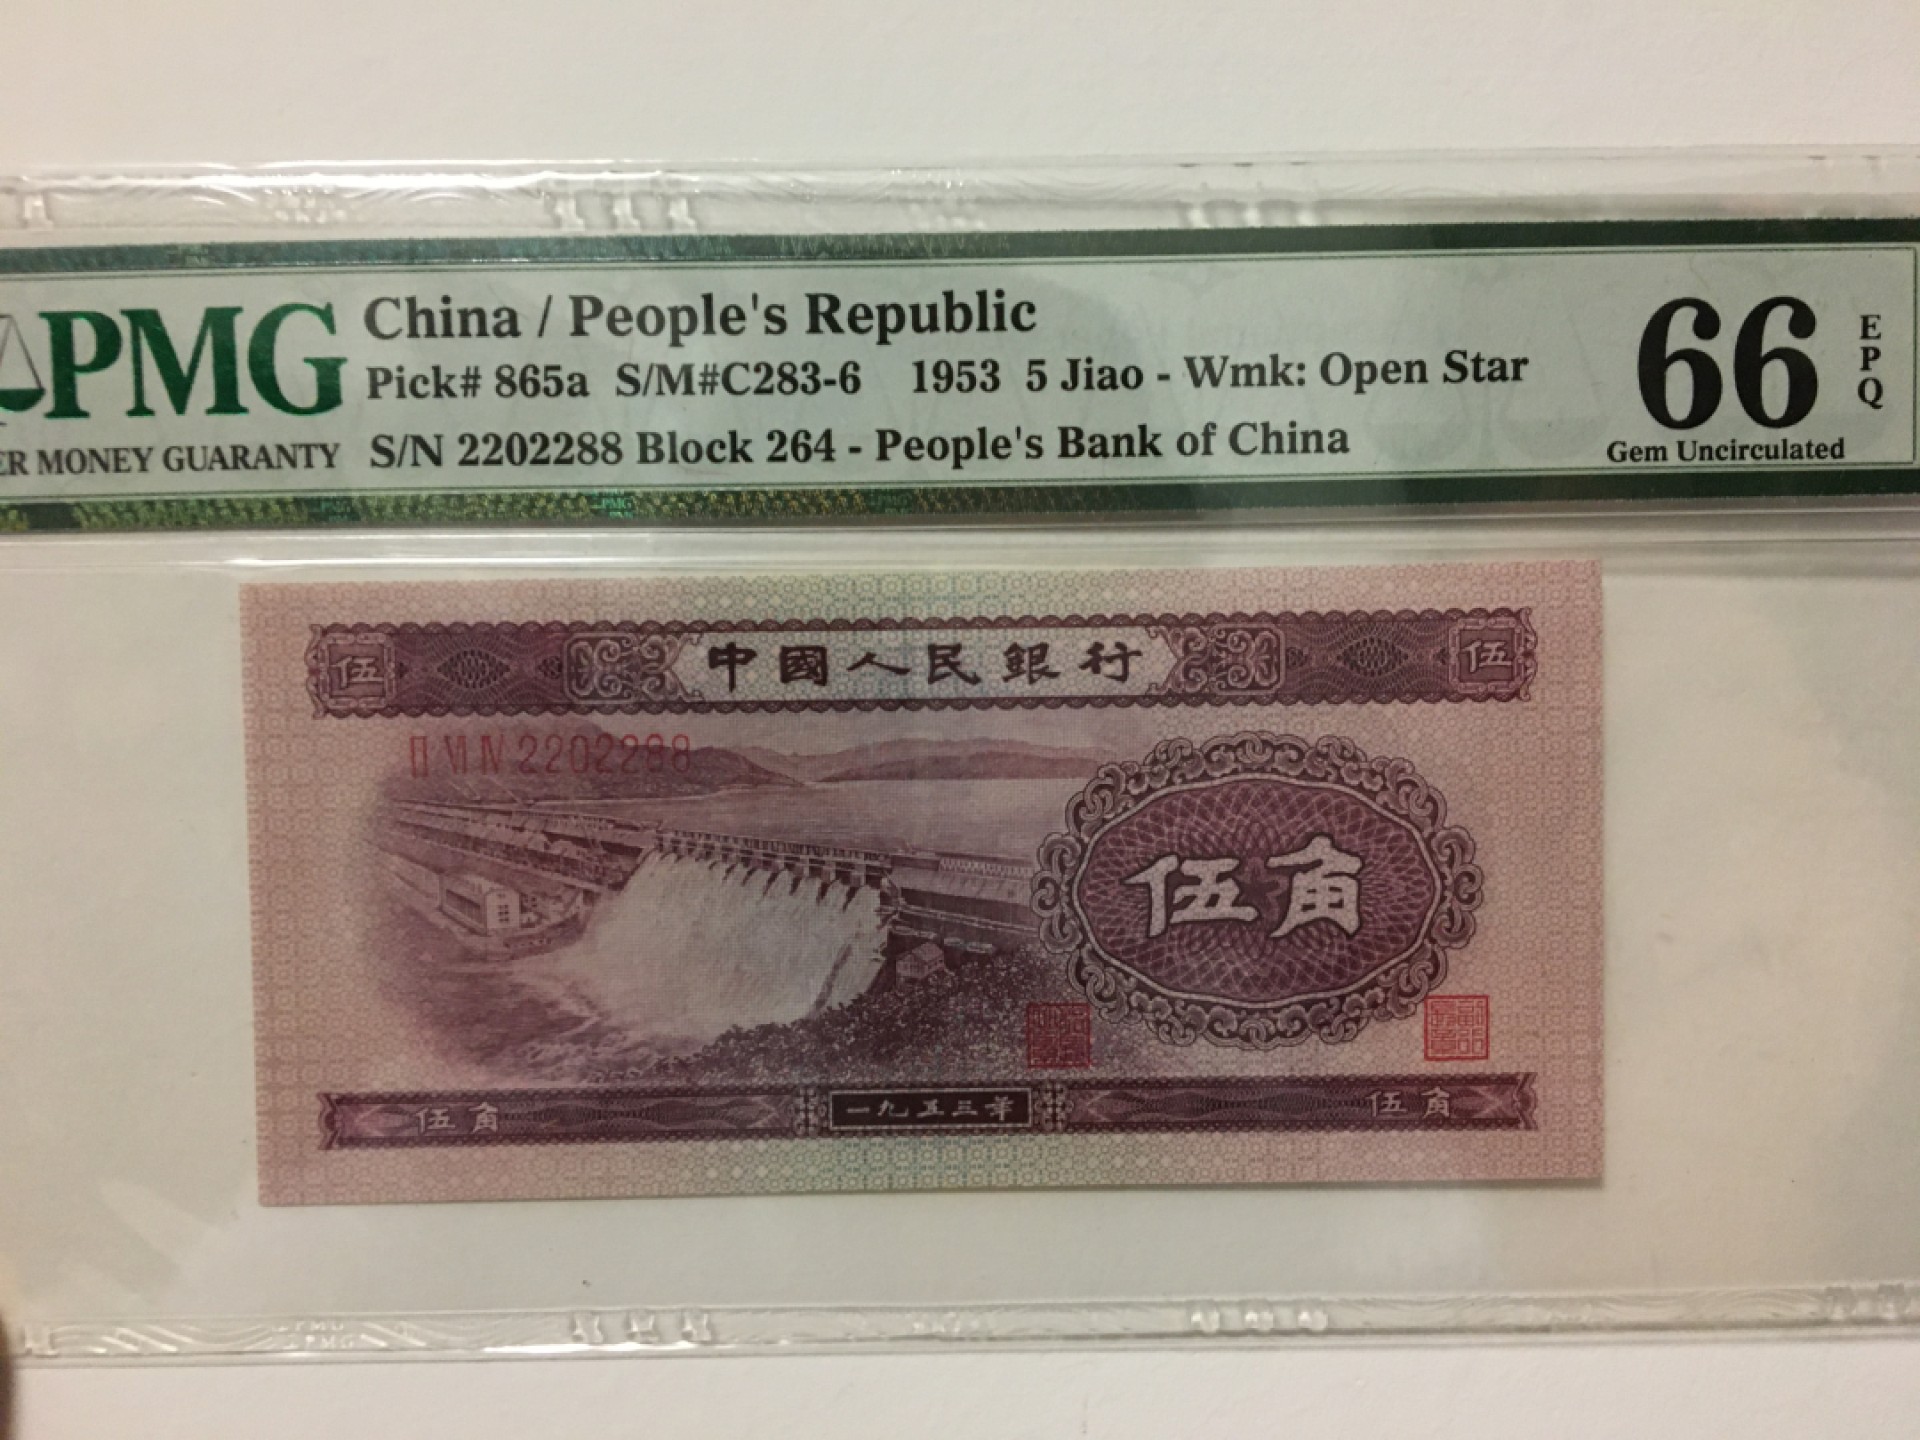 PMG
ER MONEY GUARANTY
China / People's Republic
Pick# 865a S/M#C283-6 1953 5 Jiao - Wmk: Open Star
S/N 2202288 Block 264 - People's Bank of China
66
EPQ
Gem Uncirculated
伍 中國人民銀行 伍
II VI IV 2202288
伍角
伍角 一九五三年 伍角